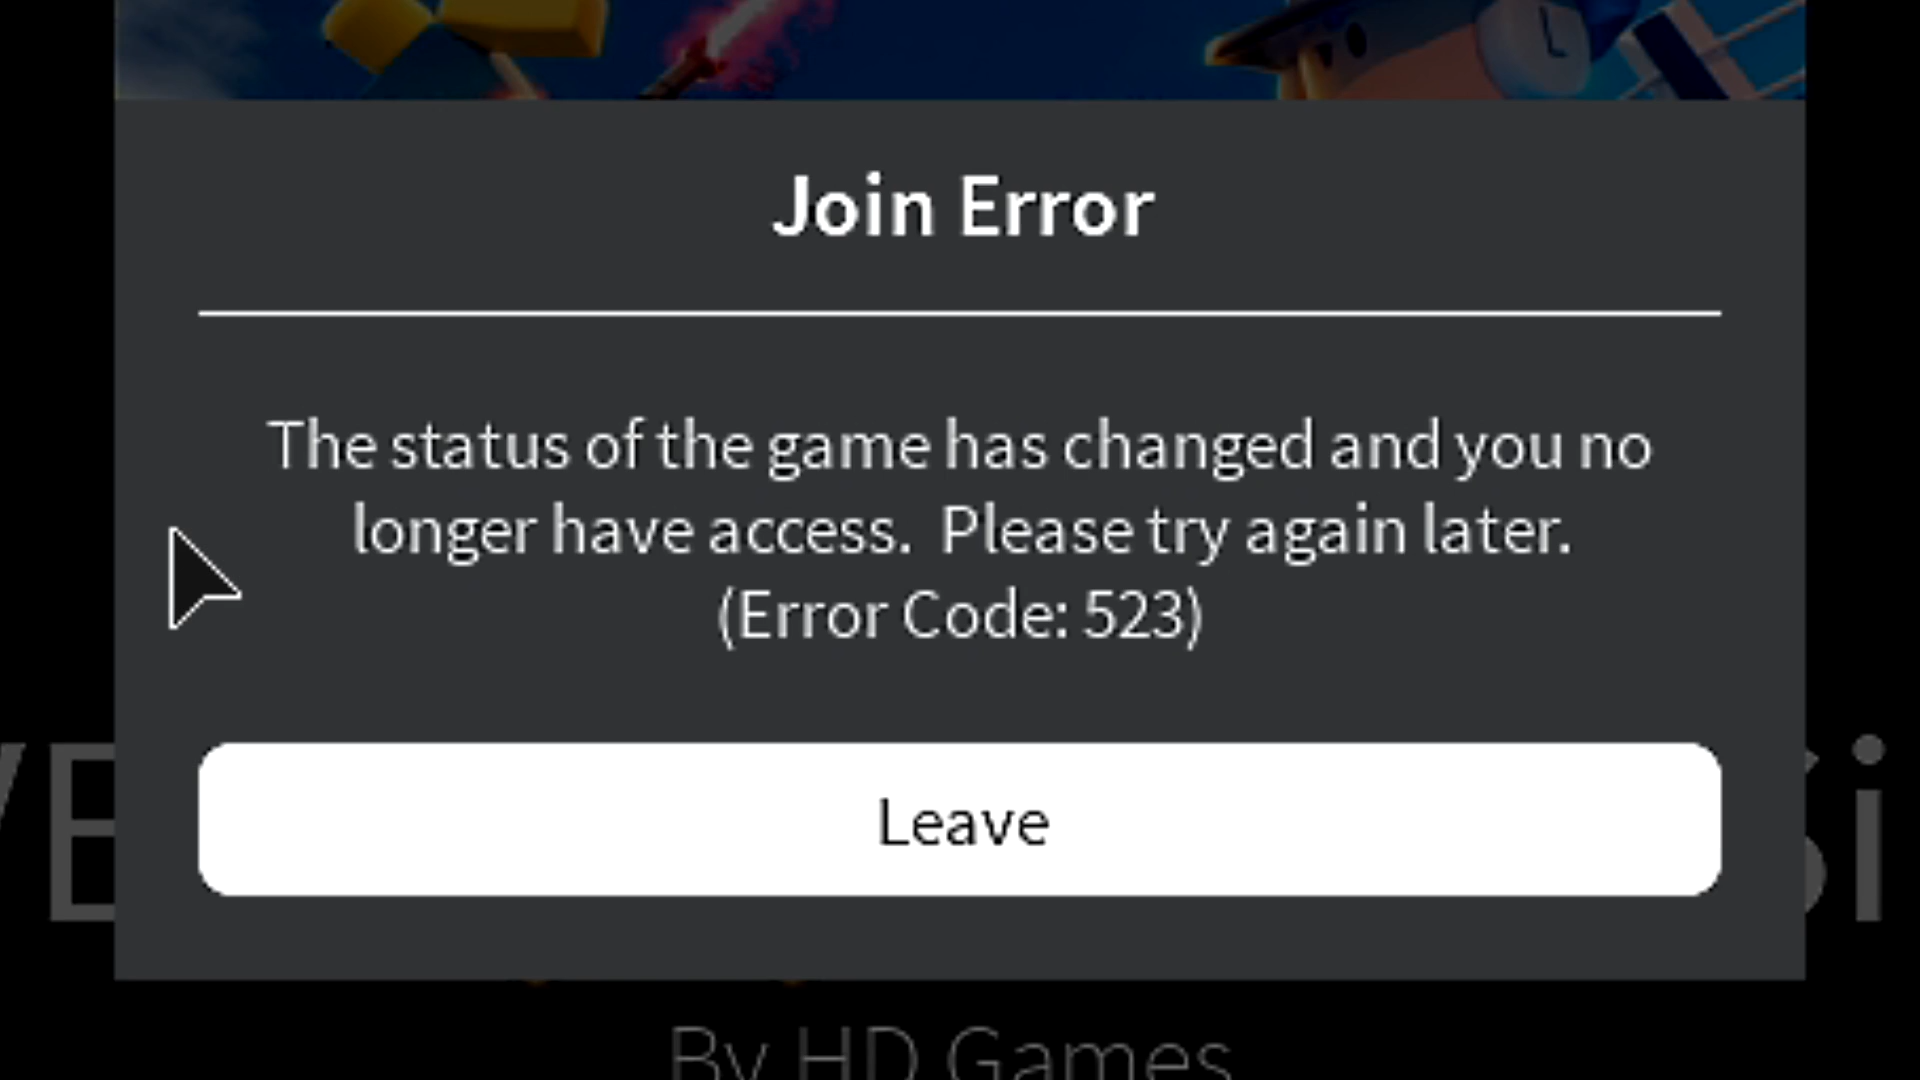 Join Error
The status of the game has changed and you no
longer have access.  Please try again later.
(Error Code: 523)
Leave
By HD Games